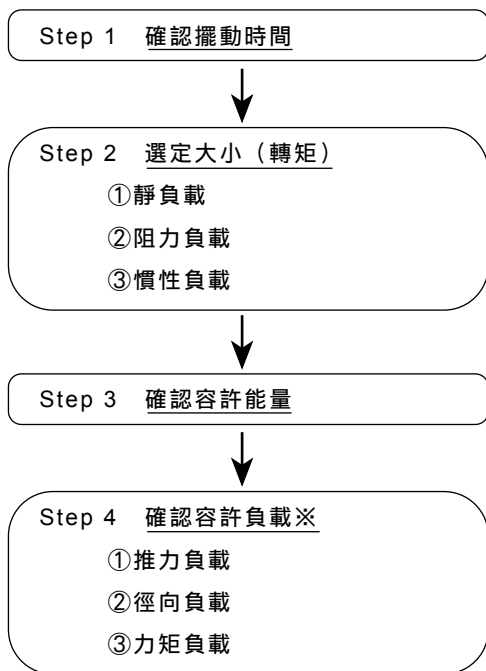 Step 1 確認擺動時間
Step 2 選定大小（轉矩）
①靜負載
②阻力負載
③慣性負載
Step 3 確認容許能量
Step 4 確認容許負載※
①推力負載
②徑向負載
③力矩負載